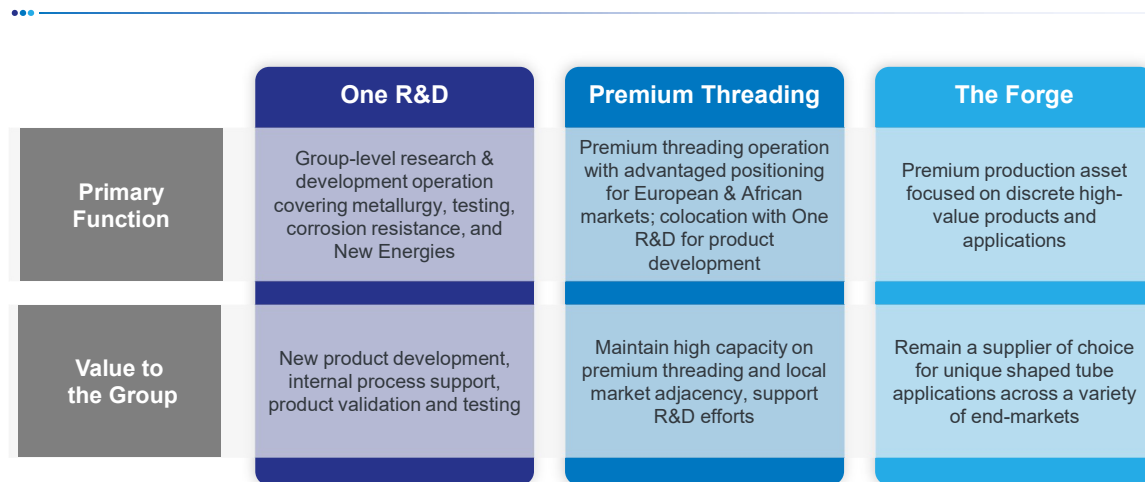 One R&D
Premium Threading
The Forge
Primary
Function
Group-level research &
development operation
covering metallurgy, testing,
corrosion resistance, and
New Energies
Premium threading operation
with advantaged positioning
for European & African
markets; colocation with One
R&D for product
development
Premium production asset
focused on discrete high-
value products and
applications
Value to
the Group
New product development,
internal process support,
product validation and testing
Maintain high capacity on
premium threading and local
market adjacency, support
R&D efforts
Remain a supplier of choice
for unique shaped tube
applications across a variety
of end-markets